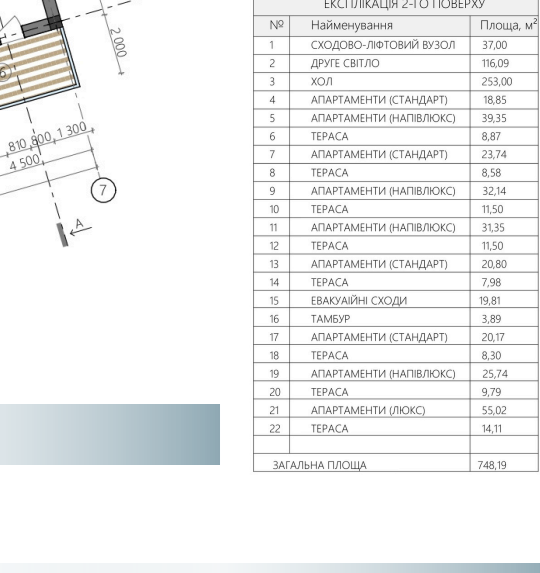 ЕКСПЛІКАЦІЯ 2-ГО ПОВЕРХУ
№ Найменування Площа, м²
1 СХОДОВО-ЛІФТОВИЙ ВУЗОЛ 37,00
2 ДРУГЕ СВІТЛО 116,09
3 ХОЛ 253,00
4 АПАРТАМЕНТИ (СТАНДАРТ) 18,85
5 АПАРТАМЕНТИ (НАПІВЛЮКС) 39,35
6 ТЕРАСА 8,87
7 АПАРТАМЕНТИ (СТАНДАРТ) 23,74
8 ТЕРАСА 8,58
9 АПАРТАМЕНТИ (НАПІВЛЮКС) 32,14
10 ТЕРАСА 11,50
11 АПАРТАМЕНТИ (НАПІВЛЮКС) 31,35
12 ТЕРАСА 11,50
13 АПАРТАМЕНТИ (СТАНДАРТ) 20,80
14 ТЕРАСА 7,98
15 ЕВАКУАІЙНІ СХОДИ 19,81
16 ТАМБУР 3,89
17 АПАРТАМЕНТИ (СТАНДАРТ) 20,17
18 ТЕРАСА 8,30
19 АПАРТАМЕНТИ (НАПІВЛЮКС) 25,74
20 ТЕРАСА 9,79
21 АПАРТАМЕНТИ (ЛЮКС) 55,02
22 ТЕРАСА 14,11
ЗАГАЛЬНА ПЛОЩА 748,19
2 000
810 800 1 300
4 500
7
A